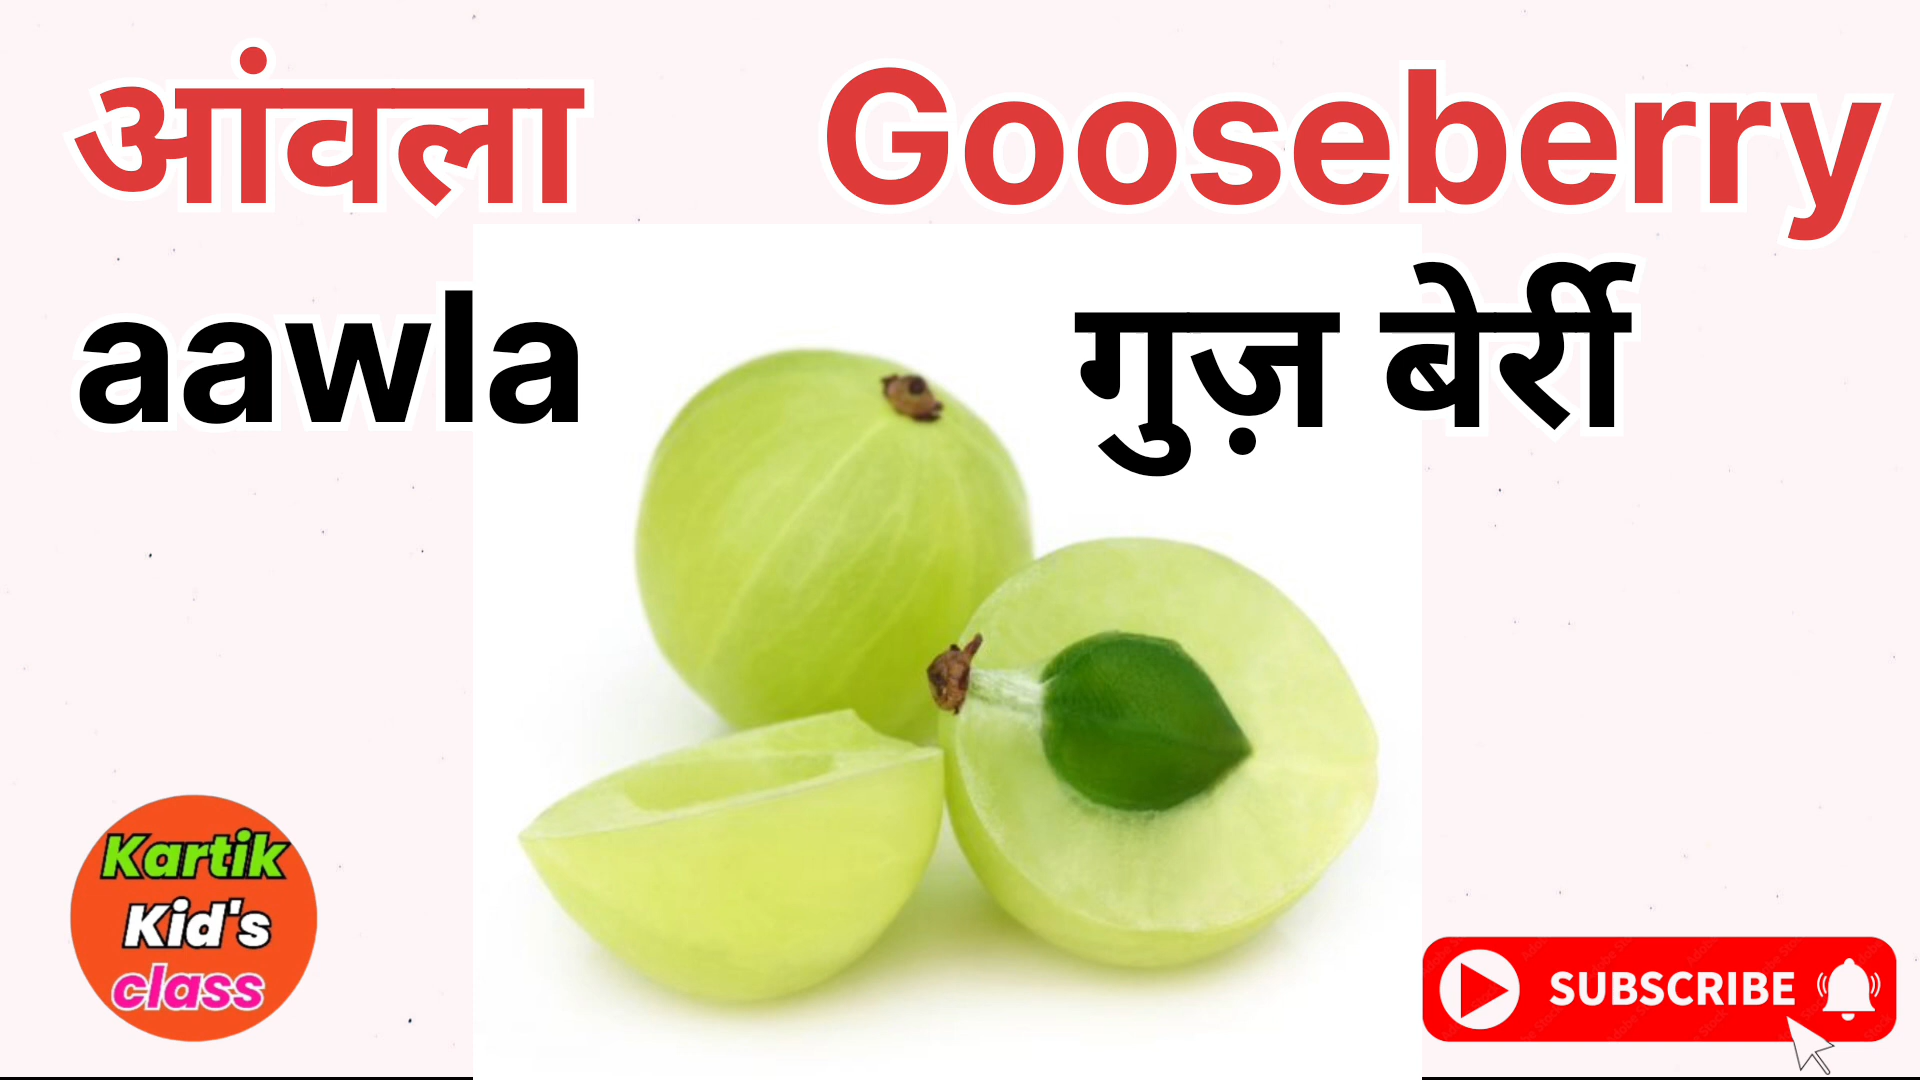 आंवला
Gooseberry
aawla
गुज़ बेर्री
Kartik
Kid's
class
SUBSCRIBE